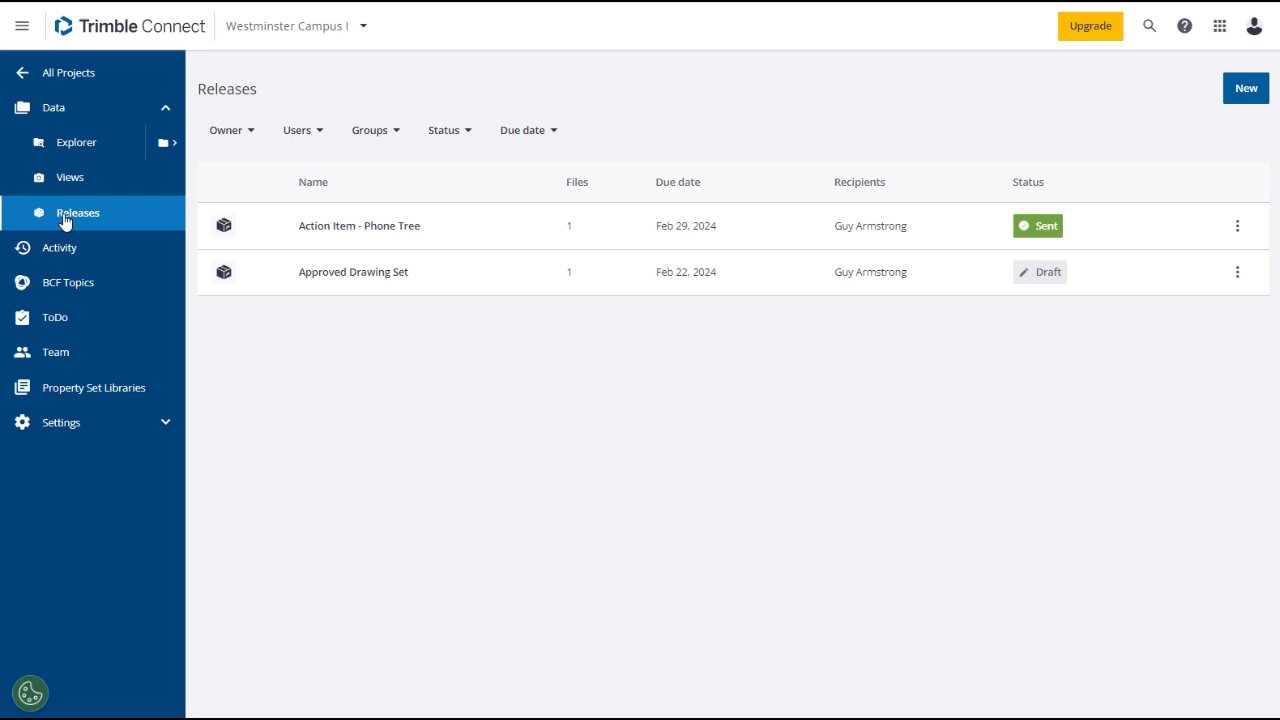 Trimble Connect
Westminster Campus I
Upgrade
All Projects
Data
Explorer
Views
Releases
Activity
BCF Topics
ToDo
Team
Property Set Libraries
Settings
Releases
New
Owner Users Groups Status Due date
Name Files Due date Recipients Status
Action Item - Phone Tree 1 Feb 29, 2024 Guy Armstrong Sent
Approved Drawing Set 1 Feb 22, 2024 Guy Armstrong Draft